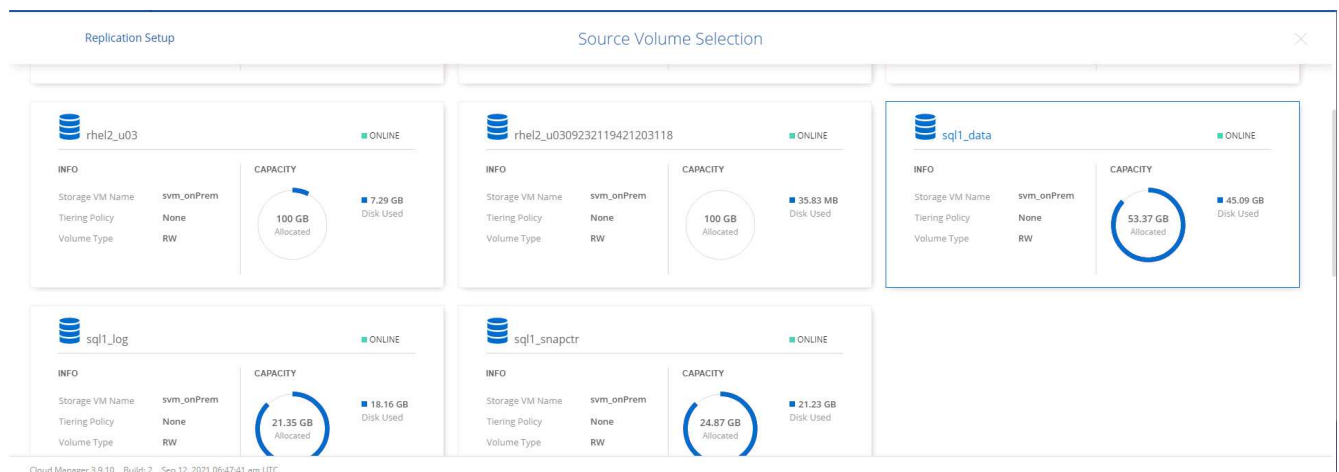 Replication Setup
Source Volume Selection
rhel2_u03
ONLINE
INFO
CAPACITY
Storage VM Name svm_onPrem
Tiering Policy None
Volume Type RW
100 GB
Allocated
7.29 GB
Disk Used
rhel2_u0309232119421203118
ONLINE
INFO
CAPACITY
Storage VM Name svm_onPrem
Tiering Policy None
Volume Type RW
100 GB
Allocated
35.83 MB
Disk Used
sql1_data
ONLINE
INFO
CAPACITY
Storage VM Name svm_onPrem
Tiering Policy None
Volume Type RW
53.37 GB
Allocated
45.09 GB
Disk Used
sql1_log
ONLINE
INFO
CAPACITY
Storage VM Name svm_onPrem
Tiering Policy None
Volume Type RW
21.35 GB
Allocated
18.16 GB
Disk Used
sql1_snapctr
ONLINE
INFO
CAPACITY
Storage VM Name svm_onPrem
Tiering Policy None
Volume Type RW
24.87 GB
Allocated
21.23 GB
Disk Used
Cloud Manager 3.9.10 Build: 2 Sep 12, 2021 06:47:41 am UTC